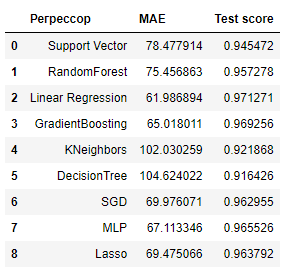 Регрессор MAE Test score
0 Support Vector 78.477914 0.945472
1 RandomForest 75.456863 0.957278
2 Linear Regression 61.986894 0.971271
3 GradientBoosting 65.018011 0.969256
4 KNeighbors 102.030259 0.921868
5 DecisionTree 104.624022 0.916426
6 SGD 69.976071 0.962955
7 MLP 67.113346 0.965526
8 Lasso 69.475066 0.963792